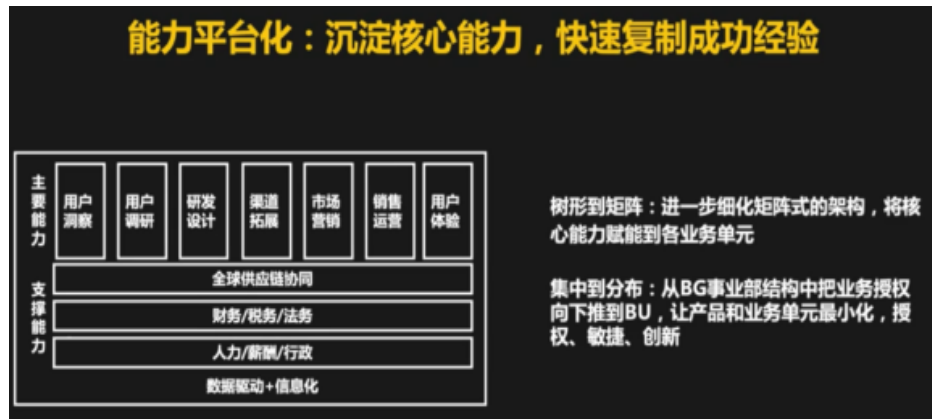 能力平台化：沉淀核心能力，快速复制成功经验
主要能力
用户
洞察
用户
调研
研发
设计
渠道
拓展
市场
营销
销售
运营
用户
体验
支撑能力
全球供应链协同
财务/税务/法务
人力/薪酬/行政
数据驱动+信息化
树形到矩阵：进一步细化矩阵式的架构，将核
心能力赋能到各业务单元
集中到分布：从BG事业部结构中把业务授权
向下推到BU，让产品和业务单元最小化，授
权、敏捷、创新